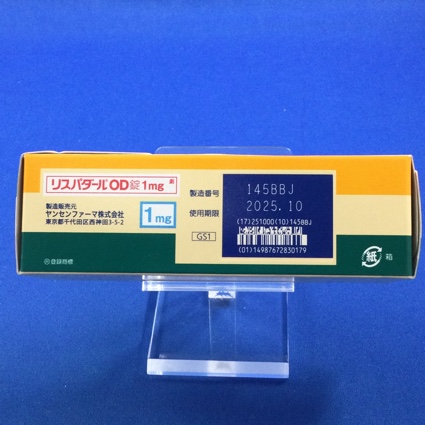 リスパダール®OD錠1mg 劇
製造販売元
ヤンセンファーマ株式会社
東京都千代田区西神田3-5-2
1mg
製造番号 145BBJ
使用期限 2025.10
(17)251000(10)145BBJ
GS1
(01)14987672830179
紙 箱
®登録商標